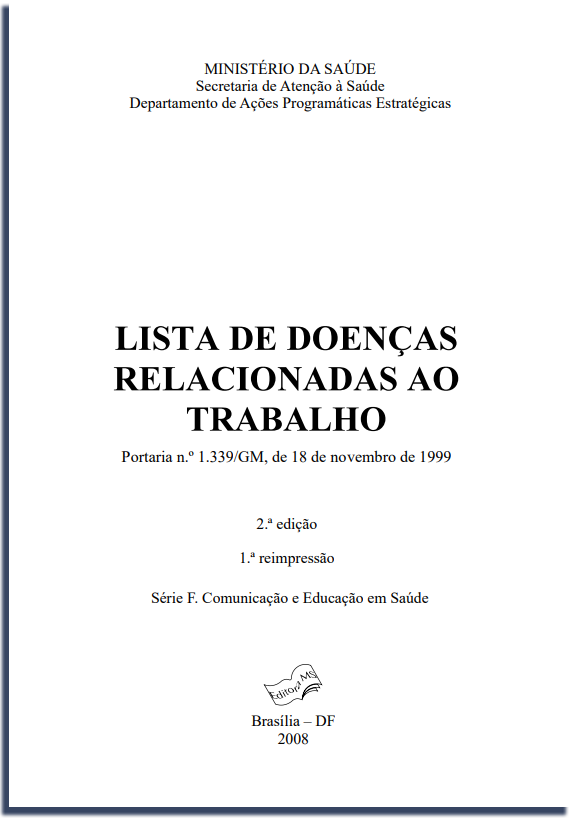 MINISTÉRIO DA SAÚDE
Secretaria de Atenção à Saúde
Departamento de Ações Programáticas Estratégicas
LISTA DE DOENÇAS
RELACIONADAS AO
TRABALHO
Portaria n.º 1.339/GM, de 18 de novembro de 1999
2.ª edição
1.ª reimpressão
Série F. Comunicação e Educação em Saúde
Editora MS
Brasília – DF
2008